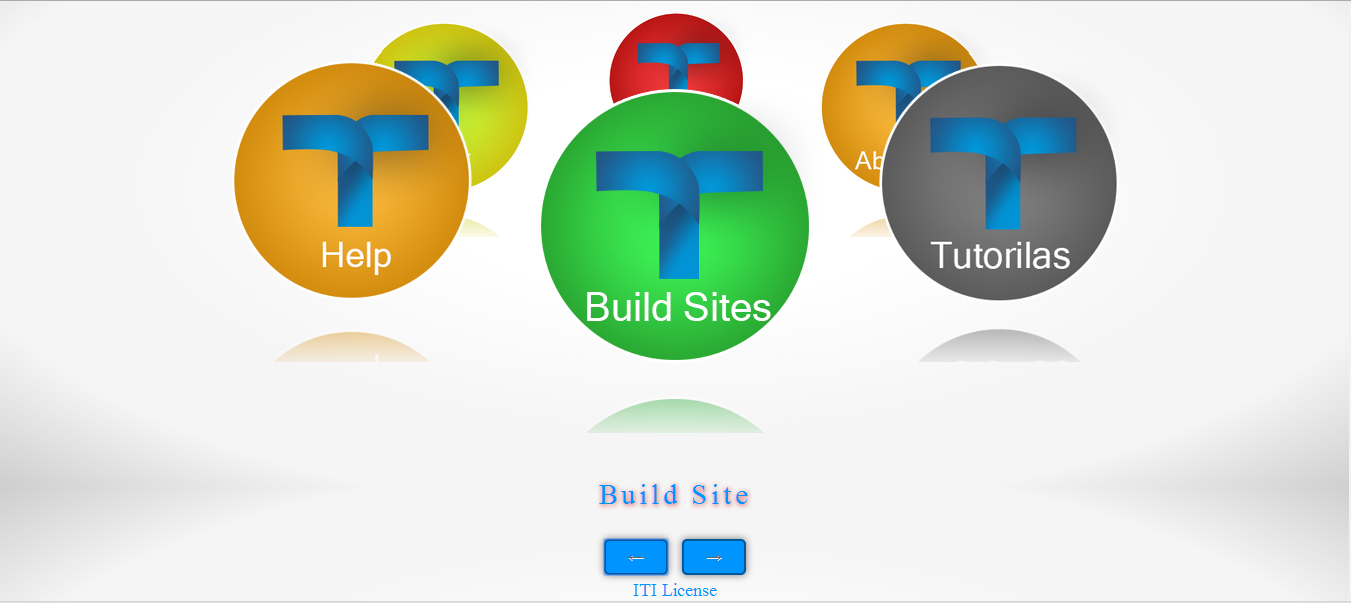 Help
Build Sites
Tutorilas
Build Site
← →
ITI License